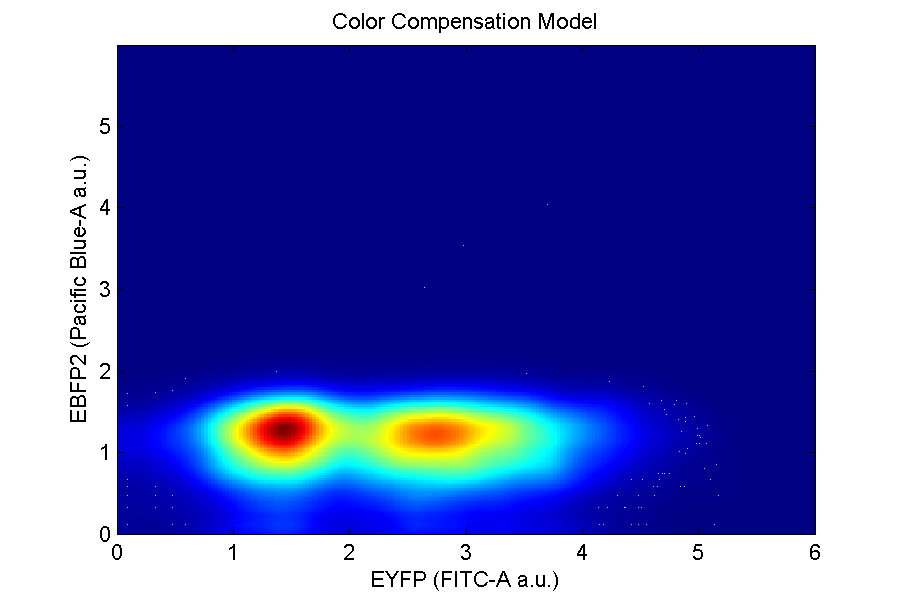 Color Compensation Model
EBFP2 (Pacific Blue-A a.u.)
5
4
3
2
1
0
0 1 2 3 4 5 6
EYFP (FITC-A a.u.)